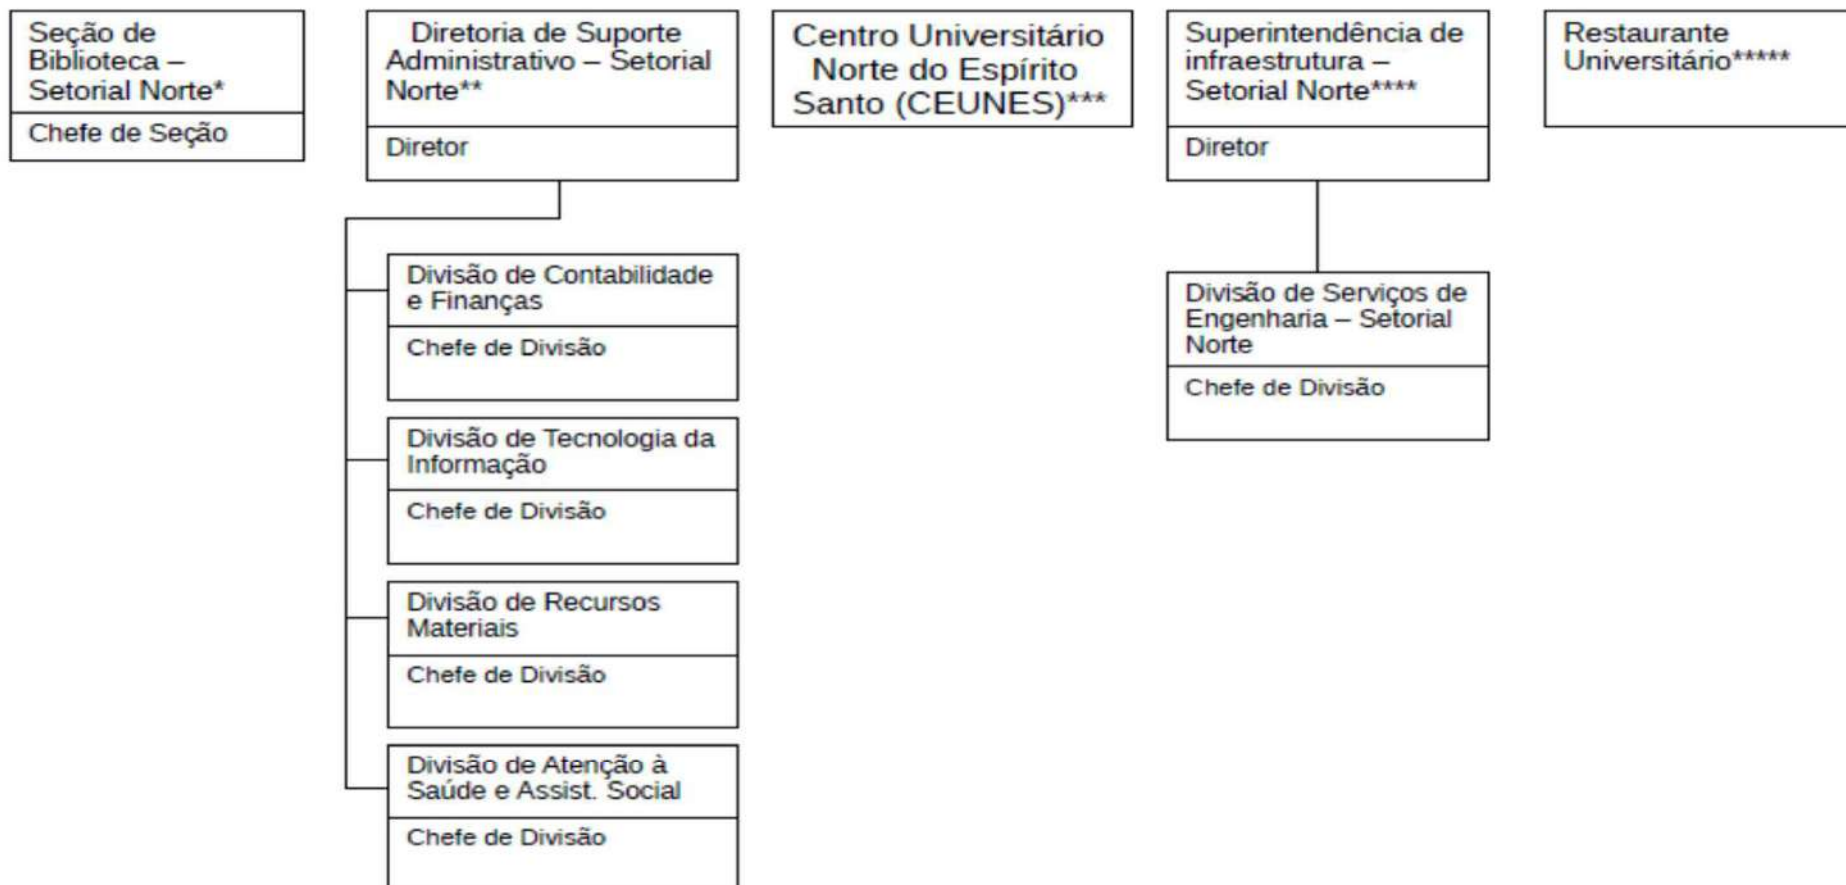 Seção de
Biblioteca –
Setorial Norte*
Chefe de Seção
Diretoria de Suporte
Administrativo – Setorial
Norte**
Diretor
Centro Universitário
Norte do Espírito
Santo (CEUNES)***
Superintendência de
infraestrutura –
Setorial Norte****
Diretor
Restaurante
Universitário*****
Divisão de Contabilidade
e Finanças
Chefe de Divisão
Divisão de Tecnologia da
Informação
Chefe de Divisão
Divisão de Recursos
Materiais
Chefe de Divisão
Divisão de Atenção à
Saúde e Assist. Social
Chefe de Divisão
Divisão de Serviços de
Engenharia – Setorial
Norte
Chefe de Divisão